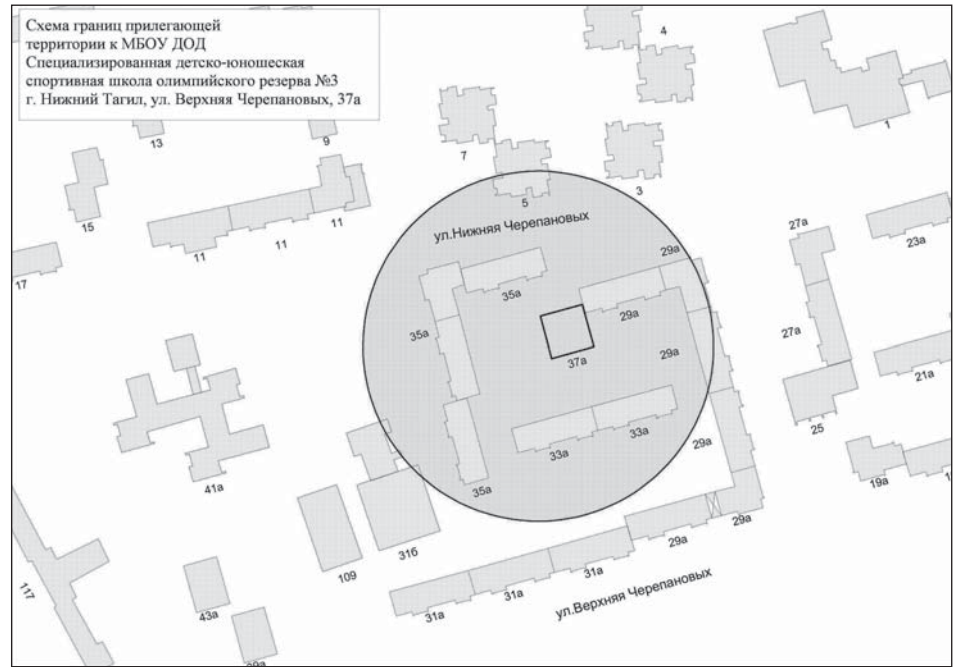 Схема границ прилегающей
территории к МБОУ ДОД
Специализированная детско-юношеская
спортивная школа олимпийского резерва №3
г. Нижний Тагил, ул. Верхняя Черепановых, 37а
4
1
13
9
7
3
5
15
11
11
11
ул.Нижняя Черепановых
27а
23а
17
29а
35а
29а
35а
27а
29а
37а
21а
33а
33а
29а
25
19а
41а
35а
31б
29а
29а
109
31а
31а
31а
ул.Верхняя Черепановых
117
43а
39а